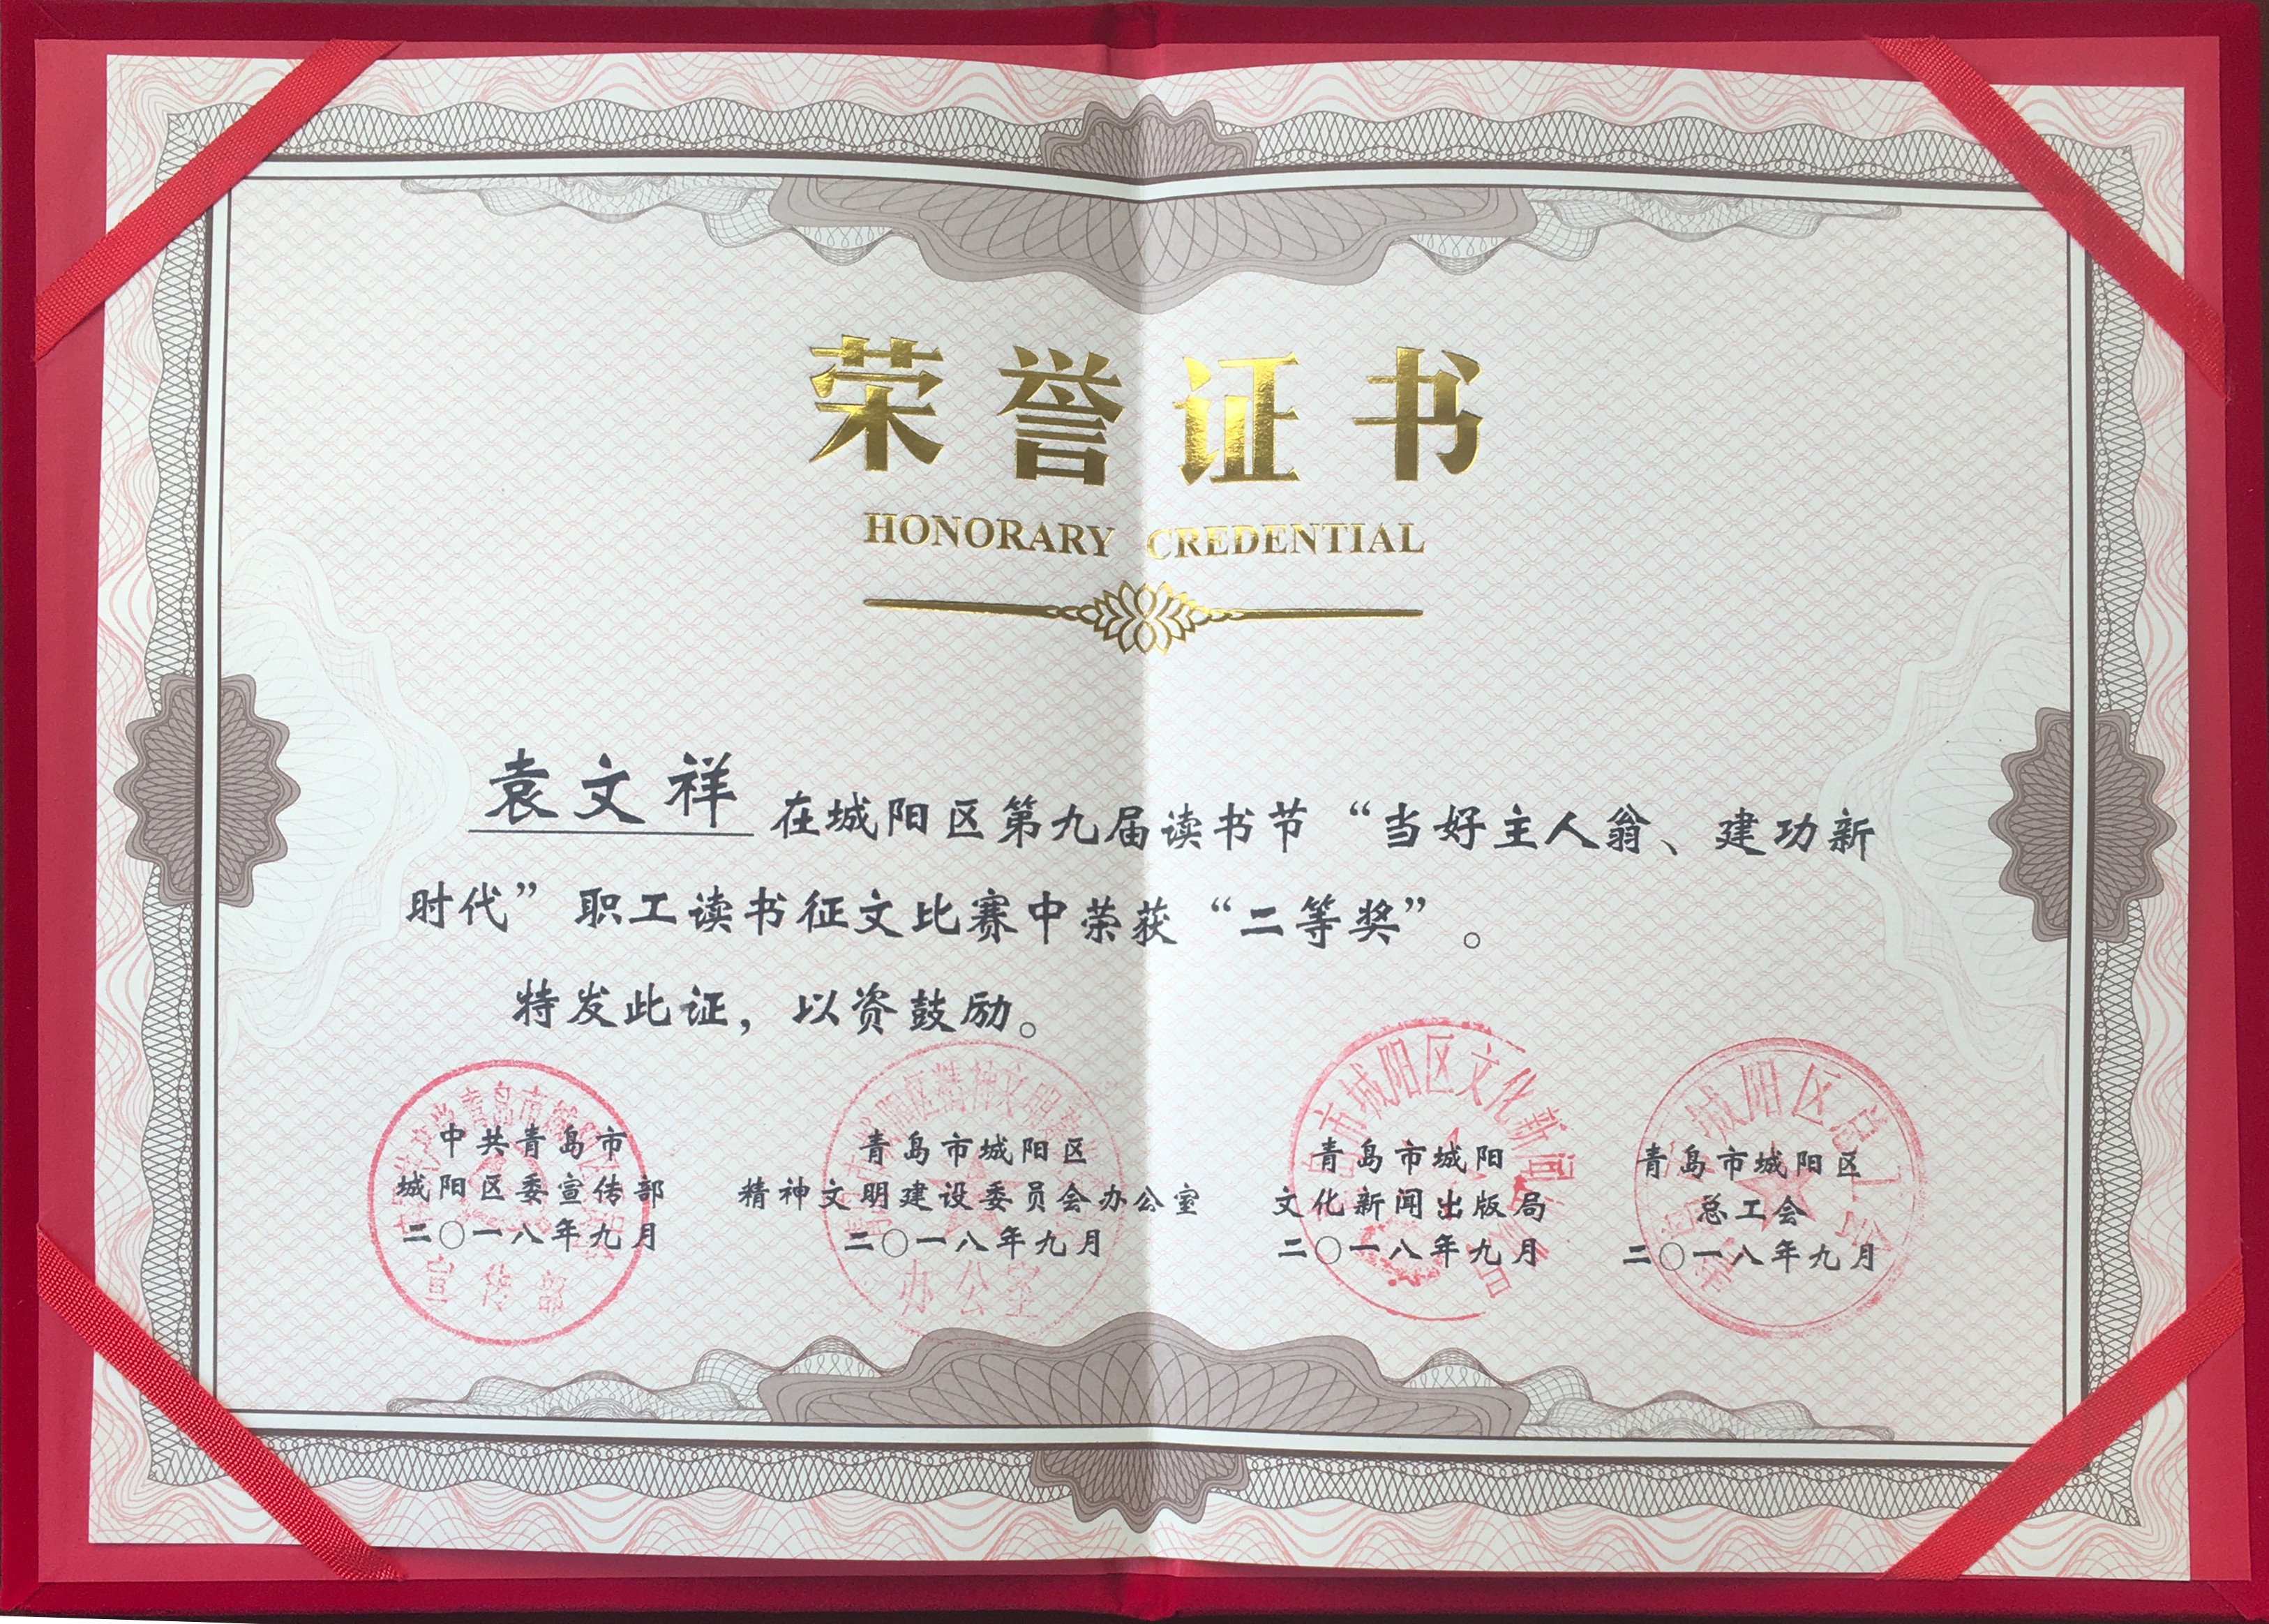 荣誉证书
HONORARY CREDENTIAL
袁文祥 在城阳区第九届读书节“当好主人翁、建功新
时代”职工读书征文比赛中荣获“二等奖”。
特发此证，以资鼓励。
中共青岛市
城阳区委宣传部
二〇一八年九月
青岛市城阳区
精神文明建设委员会办公室
二〇一八年九月
青岛市城阳
文化新闻出版局
二〇一八年九月
青岛市城阳区
总工会
二〇一八年九月
宣传部
办公室